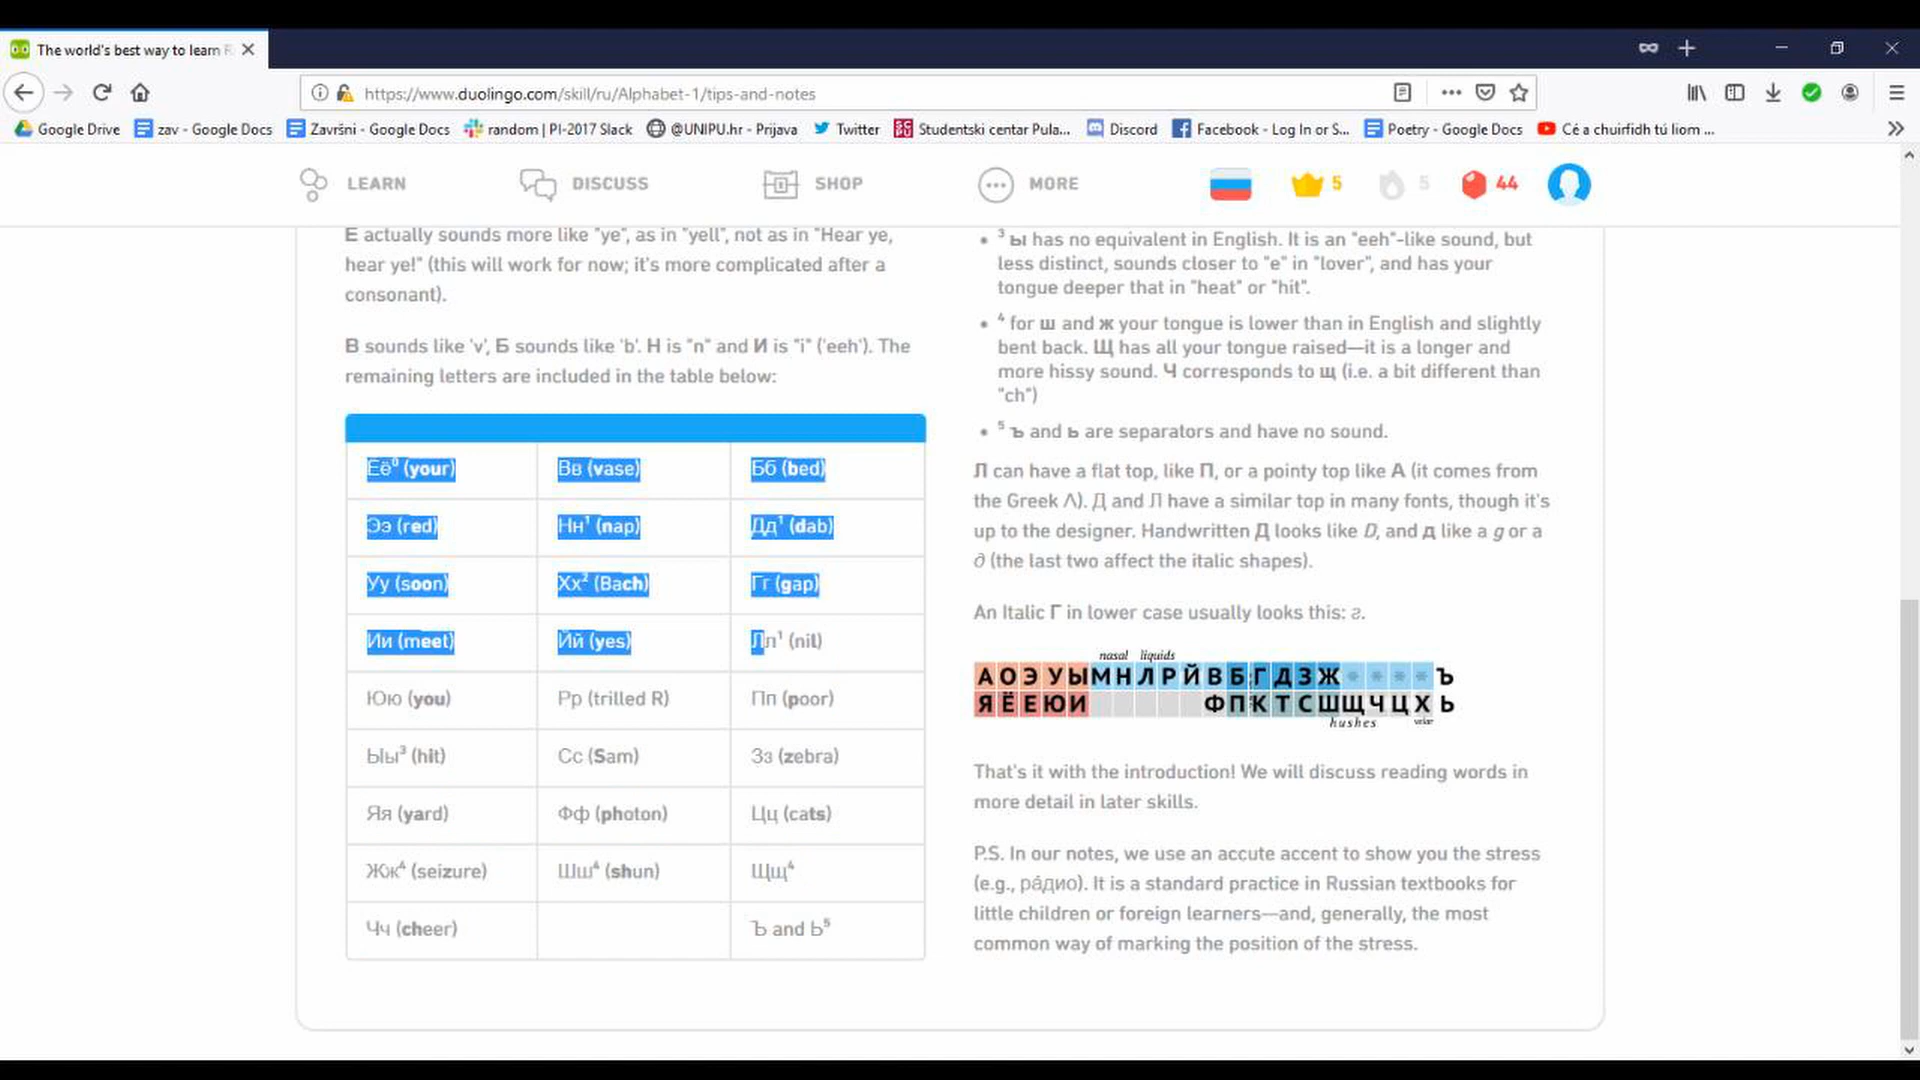 The world's best way to learn R
https://www.duolingo.com/skill/ru/Alphabet-1/tips-and-notes
Google Drive zav - Google Docs Završni - Google Docs random | PI-2017 Slack @UNIPU.hr - Prijava Twitter Studentski centar Pula... Discord Facebook - Log In or S... Poetry - Google Docs Cé a chuirfidh tú liom ...
LEARN DISCUSS SHOP MORE 5 5 44
E actually sounds more like "ye", as in "yell", not as in "Hear ye,
hear ye!" (this will work for now; it's more complicated after a
consonant).
В sounds like 'v', Б sounds like 'b'. Н is "n" and И is "i" ('eeh'). The
remaining letters are included in the table below:
Её⁰ (your) Вв (vase) Бб (bed)
Ээ (red) Нн¹ (nap) Дд¹ (dab)
Уу (soon) Хх² (Bach) Гг (gap)
Ии (meet) Йй (yes) Лл¹ (nil)
Юю (you) Рр (trilled R) Пп (poor)
Ыы³ (hit) Сс (Sam) Зз (zebra)
Яя (yard) Фф (photon) Цц (cats)
Жж⁴ (seizure) Шш⁴ (shun) Щщ⁴
Чч (cheer) Ъ and Ь⁵
• ³ ы has no equivalent in English. It is an "eeh"-like sound, but
less distinct, sounds closer to "e" in "lover", and has your
tongue deeper that in "heat" or "hit".
• ⁴ for ш and ж your tongue is lower than in English and slightly
bent back. Щ has all your tongue raised—it is a longer and
more hissy sound. Ч corresponds to щ (i.e. a bit different than
"ch")
• ⁵ ъ and ь are separators and have no sound.
Л can have a flat top, like П, or a pointy top like А (it comes from
the Greek Λ). Д and Л have a similar top in many fonts, though it's
up to the designer. Handwritten Д looks like D, and д like a g or a
∂ (the last two affect the italic shapes).
An Italic Г in lower case usually looks this: г.
nasal liquids
А О Э У Ы М Н Л Р Й В Б Г Д З Ж * * * * Ъ
Я Ё Е Ю И Ф П К Т С Ш Щ Ч Ц Х Ь
hushes velar
That's it with the introduction! We will discuss reading words in
more detail in later skills.
P.S. In our notes, we use an accute accent to show you the stress
(e.g., ра́дио). It is a standard practice in Russian textbooks for
little children or foreign learners—and, generally, the most
common way of marking the position of the stress.